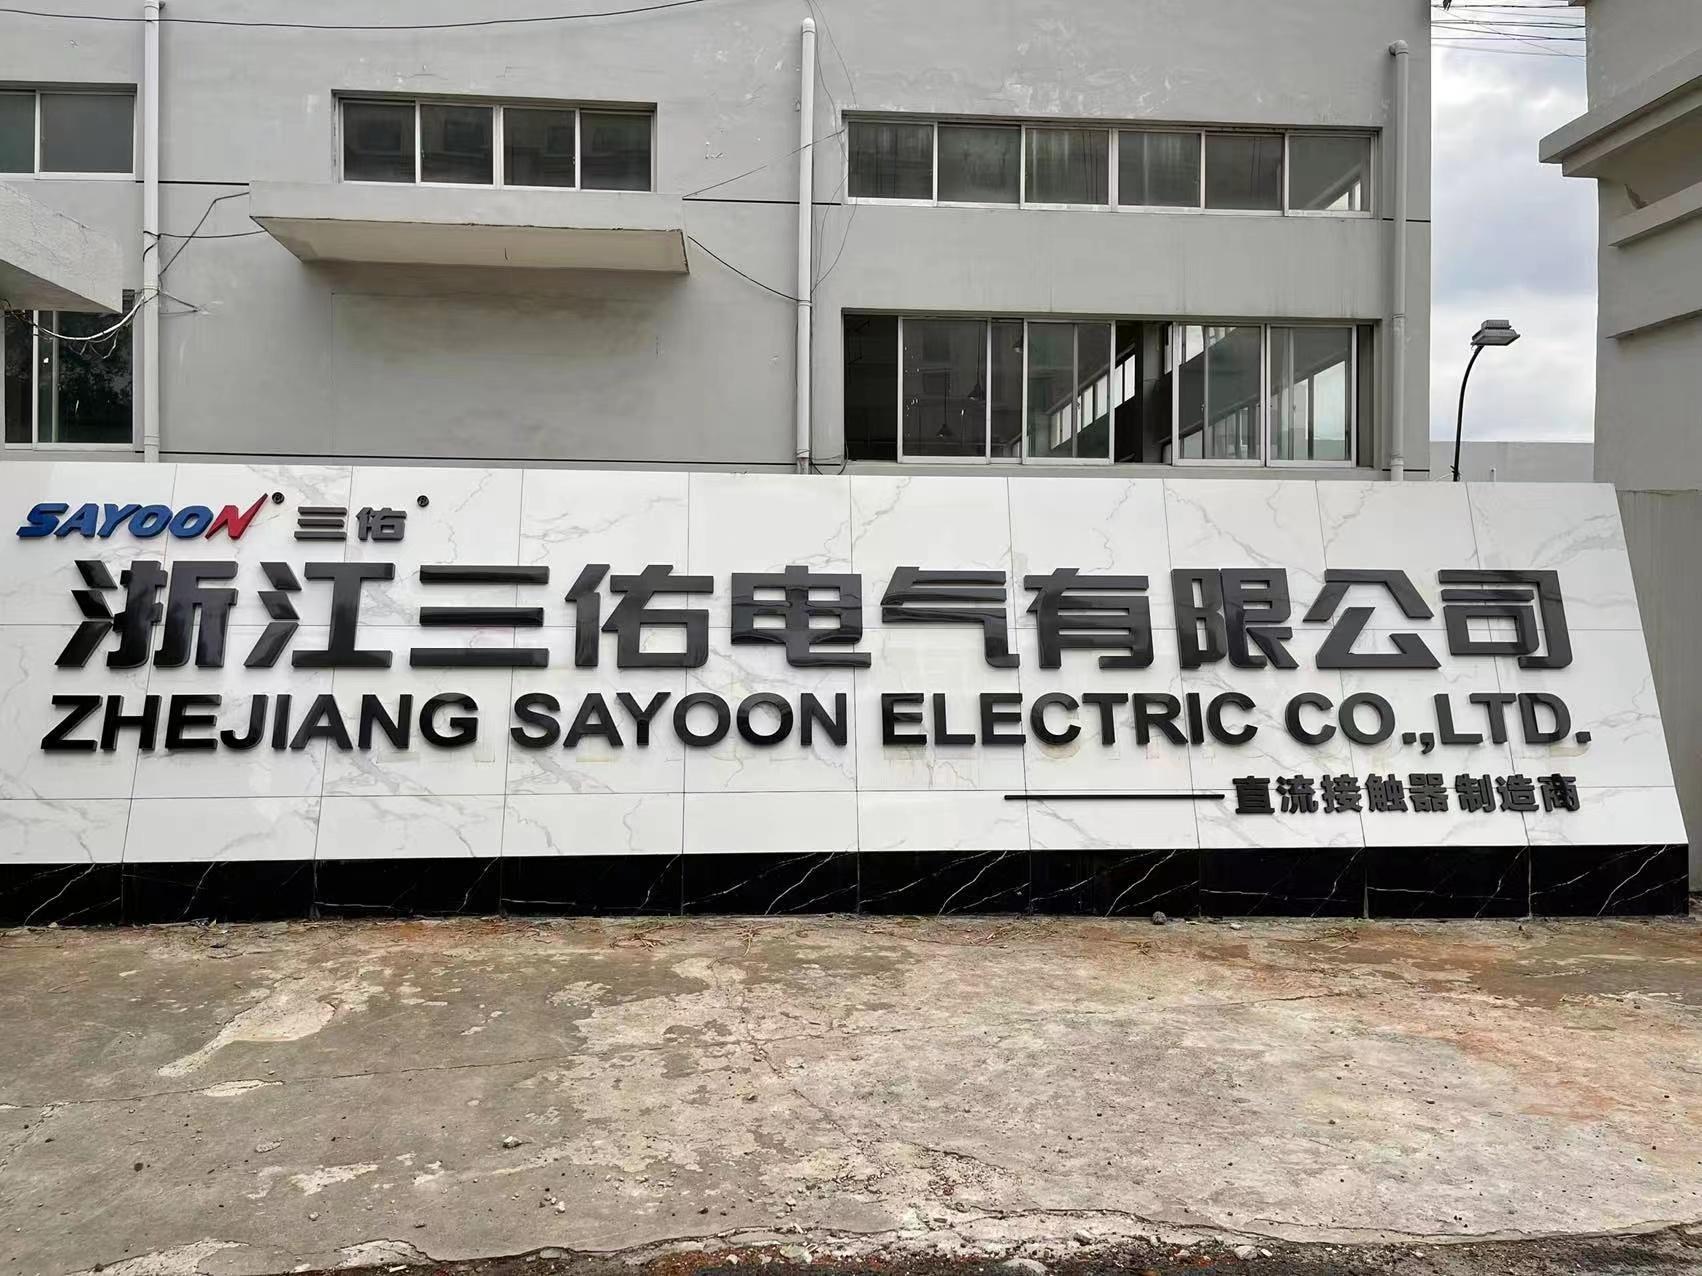 SAYOON® 三佑®
浙江三佑电气有限公司
ZHEJIANG SAYOON ELECTRIC CO.,LTD.
直流接触器制造商